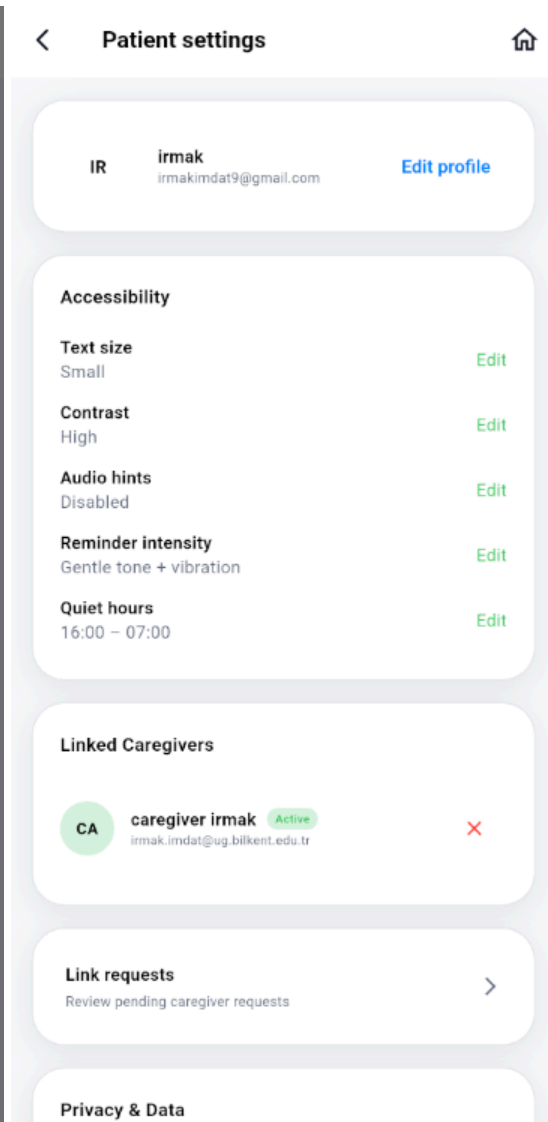 Patient settings
IR
irmak
irmakimdat9@gmail.com
Edit profile
Accessibility
Text size
Small
Edit
Contrast
High
Edit
Audio hints
Disabled
Edit
Reminder intensity
Gentle tone + vibration
Edit
Quiet hours
16:00 – 07:00
Edit
Linked Caregivers
CA
caregiver irmak Active
irmak.imdat@ug.bilkent.edu.tr
Link requests
Review pending caregiver requests
Privacy & Data